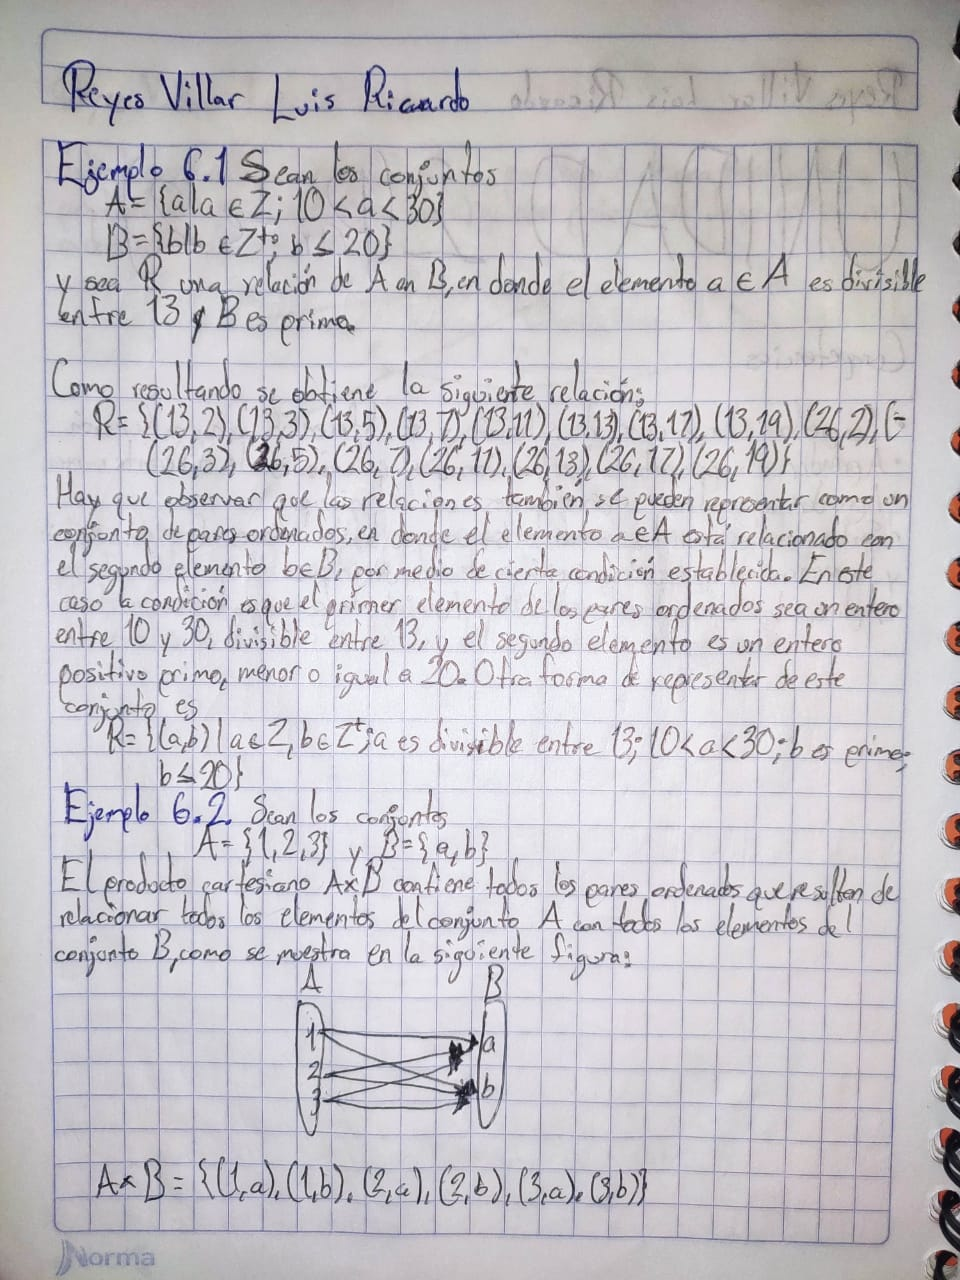 Reyes Villar Luis Ricardo
Ejemplo 6.1 Sean los conjuntos
A = {a|a ∈ Z; 10 < a < 30}
B = {b|b ∈ Z⁺; b ≤ 20}
y sea R una relación de A en B, en donde el elemento a ∈ A es divisible
entre 13 y B es primo.
Como resultando se obtiene la siguiente relación:
R = {(13,2), (13,3), (13,5), (13,7), (13,11), (13,13), (13,17), (13,19), (26,2), (-
(26,3), (26,5), (26,7), (26,11), (26,13), (26,17), (26,19)}
Hay que observar que las relaciones también se pueden representar como un
conjunto de pares ordenados, en donde el elemento a ∈ A está relacionado con
el segundo elemento b ∈ B, por medio de cierta condición establecida. En este
caso la condición es que el primer elemento de los pares ordenados sea un entero
entre 10 y 30, divisible entre 13, y el segundo elemento es un entero
positivo primo, menor o igual a 20. Otra forma de representar de este
conjunto es
R = {(a,b) | a ∈ Z, b ∈ Z⁺; a es divisible entre 13; 10 < a < 30; b es primo;
b ≤ 20}
Ejemplo 6.2. Sean los conjuntos
A = {1,2,3} y B = {a,b}
El producto cartesiano A×B contiene todos los pares ordenados que resultan de
relacionar todos los elementos del conjunto A con todos los elementos del
conjunto B, como se muestra en la siguiente figura:
A B
1 a
2 b
3
A × B = {(1,a), (1,b), (2,a), (2,b), (3,a), (3,b)}
Norma